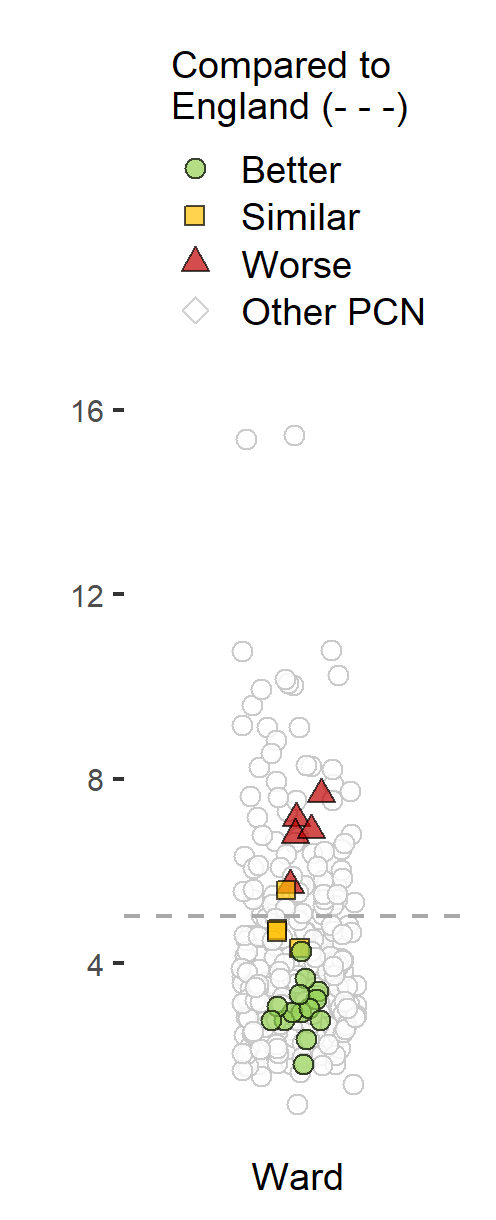 Compared to
England (- - -)
Better
Similar
Worse
Other PCN
16
12
8
4
Ward